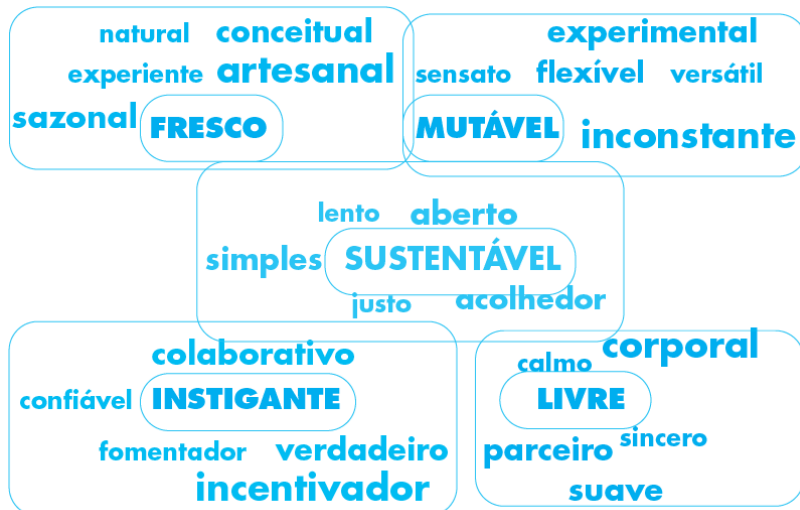 natural conceitual
experiente artesanal
sazonal FRESCO
experimental
sensato flexível versátil
MUTÁVEL inconstante
lento aberto
simples SUSTENTÁVEL
justo acolhedor
colaborativo
confiável INSTIGANTE
fomentador verdadeiro
incentivador
corporal
calmo
LIVRE
parceiro sincero
suave